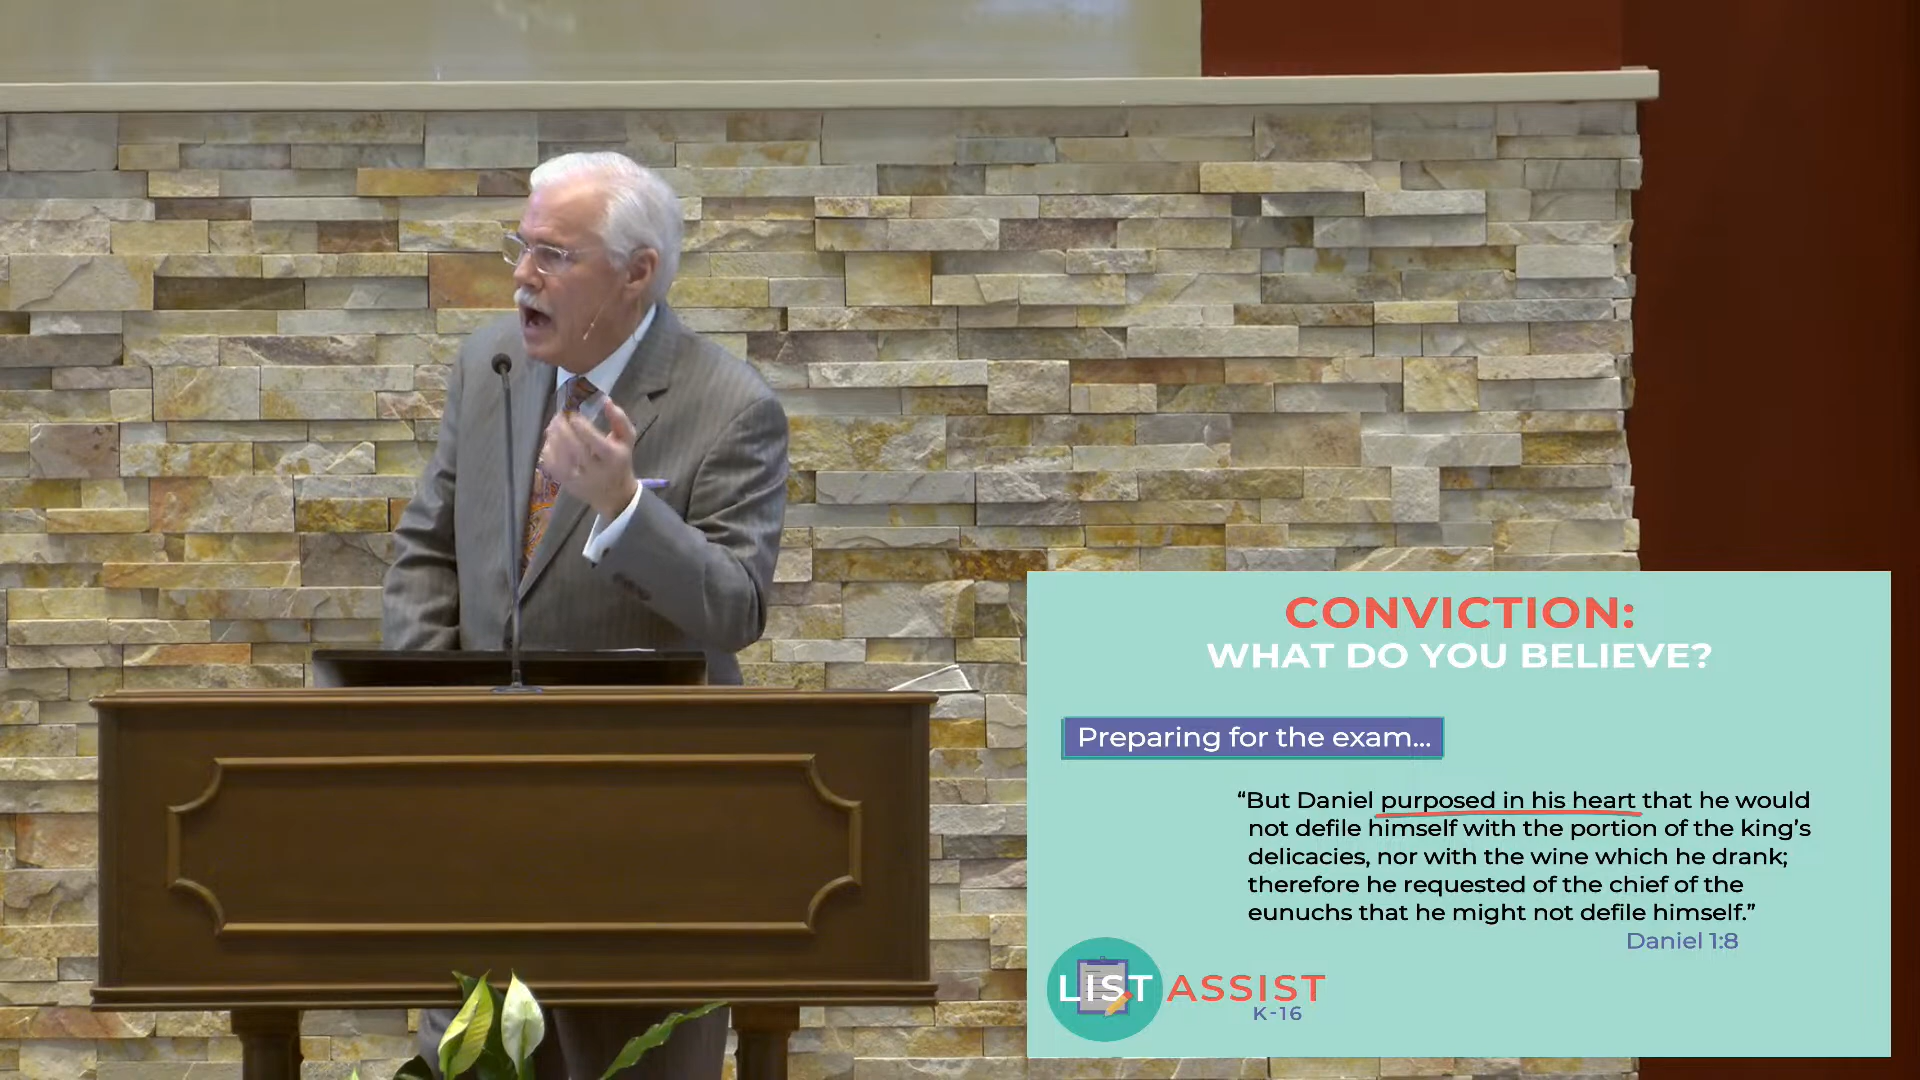 CONVICTION:
WHAT DO YOU BELIEVE?
Preparing for the exam...
“But Daniel purposed in his heart that he would
not defile himself with the portion of the king’s
delicacies, nor with the wine which he drank;
therefore he requested of the chief of the
eunuchs that he might not defile himself.”
Daniel 1:8
LIST ASSIST
K-16